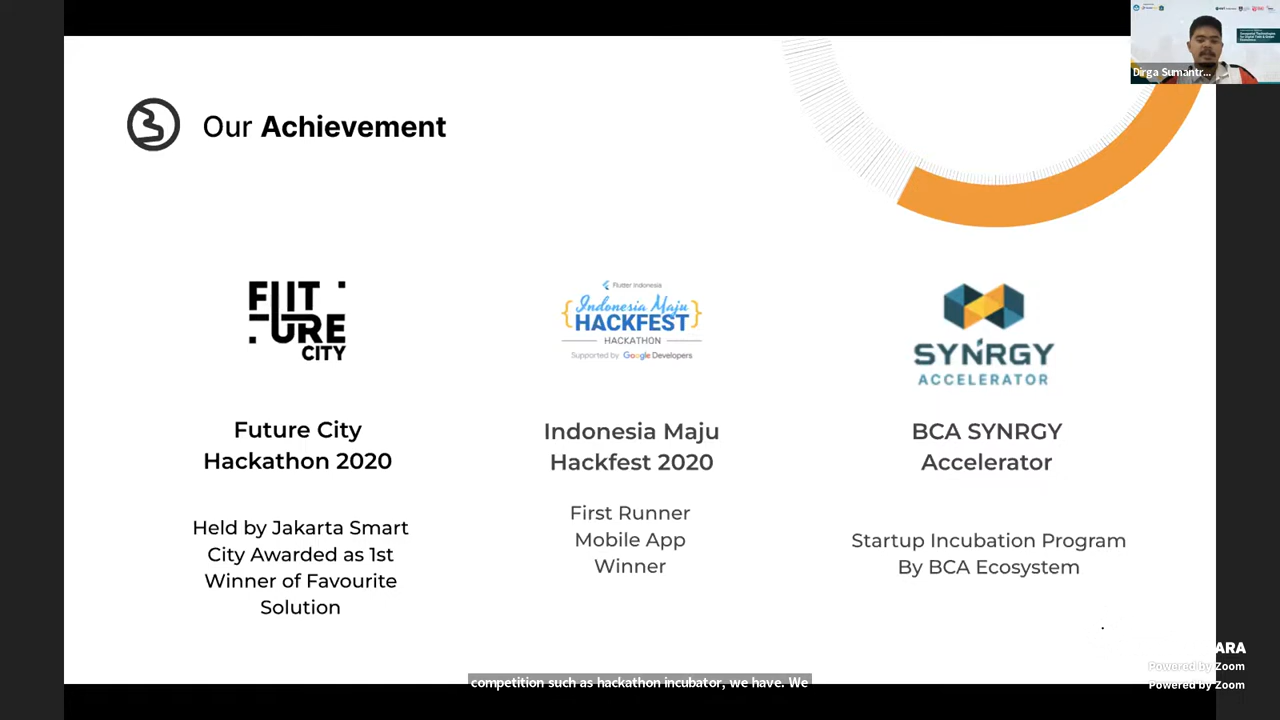 Dirga Sumantr...
Our Achievement
FUTURE
CITY
Flutter Indonesia
{Indonesia Maju
HACKFEST}
HACKATHON
Supported by Google Developers
SYNRGY
ACCELERATOR
Future City
Hackathon 2020
Held by Jakarta Smart
City Awarded as 1st
Winner of Favourite
Solution
Indonesia Maju
Hackfest 2020
First Runner
Mobile App
Winner
BCA SYNRGY
Accelerator
Startup Incubation Program
By BCA Ecosystem
ARA
Powered by Zoom
Powered by Zoom
competition such as hackathon incubator, we have. We